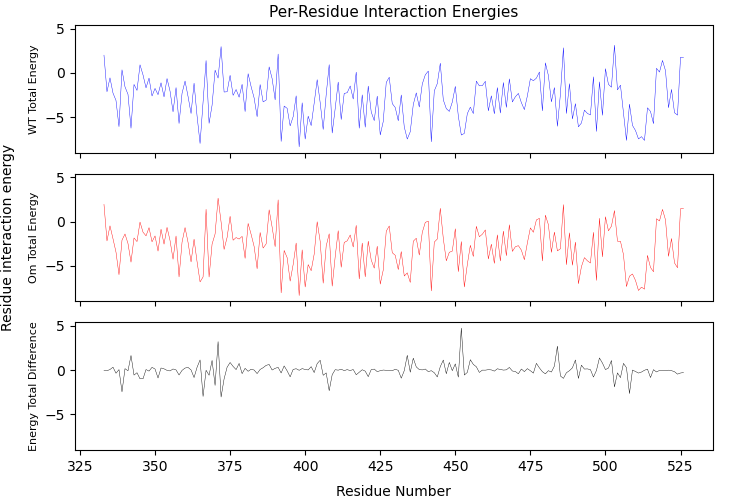 Per-Residue Interaction Energies
Residue interaction energy
WT Total Energy
5
0
−5
Om Total Energy
5
0
−5
Energy Total Difference
5
0
−5
325 350 375 400 425 450 475 500 525
Residue Number